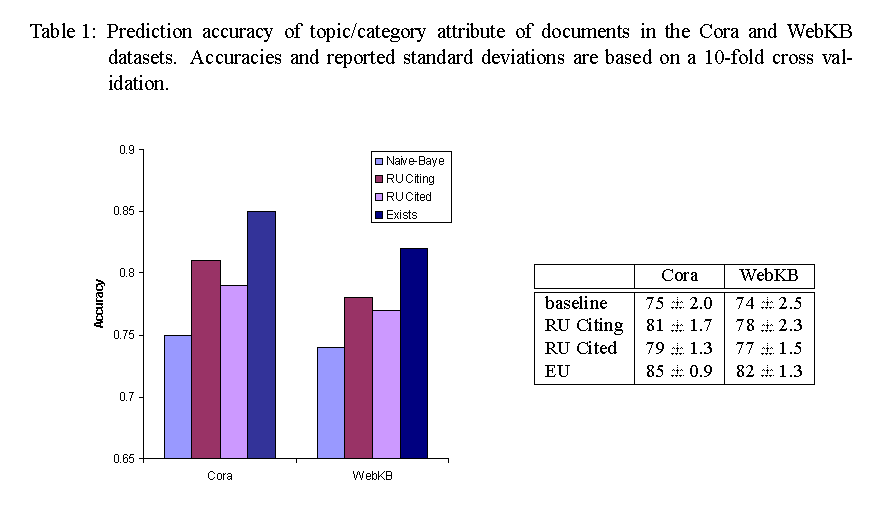 Table 1: Prediction accuracy of topic/category attribute of documents in the Cora and WebKB
datasets. Accuracies and reported standard deviations are based on a 10-fold cross val-
idation.
0.9
0.85
0.8
0.75
0.7
0.65
Accuracy
Cora
WebKB
Naive-Baye
RU Citing
RU Cited
Exists
Cora WebKB
baseline 75 ± 2.0 74 ± 2.5
RU Citing 81 ± 1.7 78 ± 2.3
RU Cited 79 ± 1.3 77 ± 1.5
EU 85 ± 0.9 82 ± 1.3